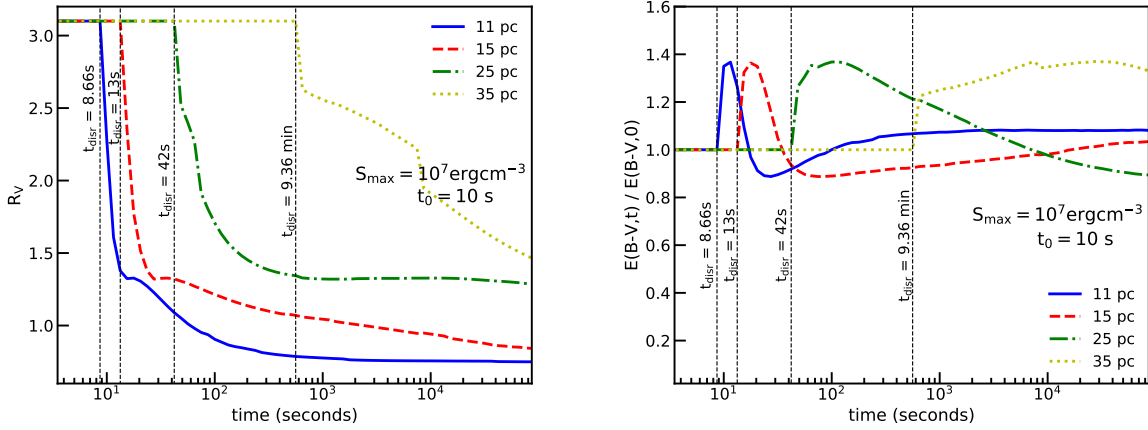 3.0
2.5
2.0
1.5
1.0
R_V
11 pc
15 pc
25 pc
35 pc
t_disr = 8.66s
t_disr = 13s
t_disr = 42s
t_disr = 9.36 min
S_max = 10^7 ergcm^−3
t_0 = 10 s
10^1
10^2
10^3
10^4
time (seconds)
1.6
1.4
1.2
1.0
0.8
0.6
0.4
0.2
E(B-V,t) / E(B-V,0)
t_disr = 8.66s
t_disr = 13s
t_disr = 42s
t_disr = 9.36 min
S_max = 10^7 ergcm^−3
t_0 = 10 s
11 pc
15 pc
25 pc
35 pc
10^1
10^2
10^3
10^4
time (seconds)